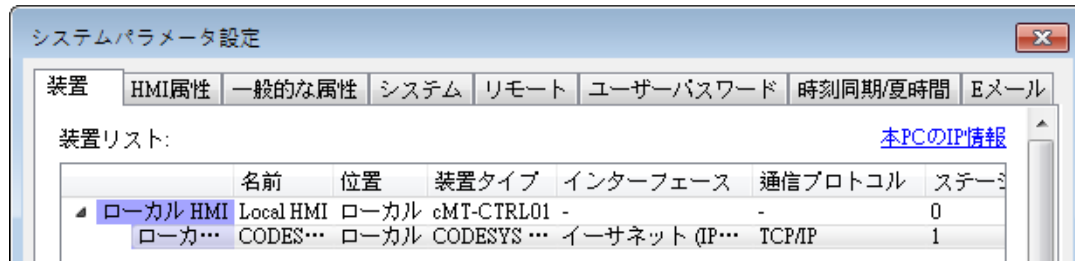 システムパラメータ設定
装置 HMI属性 一般的な属性 システム リモート ユーザーパスワード 時刻同期/夏時間 Eメール
装置リスト: 本PCのIP情報
名前 位置 装置タイプ インターフェース 通信プロトコル ステー
ローカル HMI Local HMI ローカル cMT-CTRL01 - - 0
ローカ… CODES… ローカル CODESYS … イーサネット (IP… TCP/IP 1